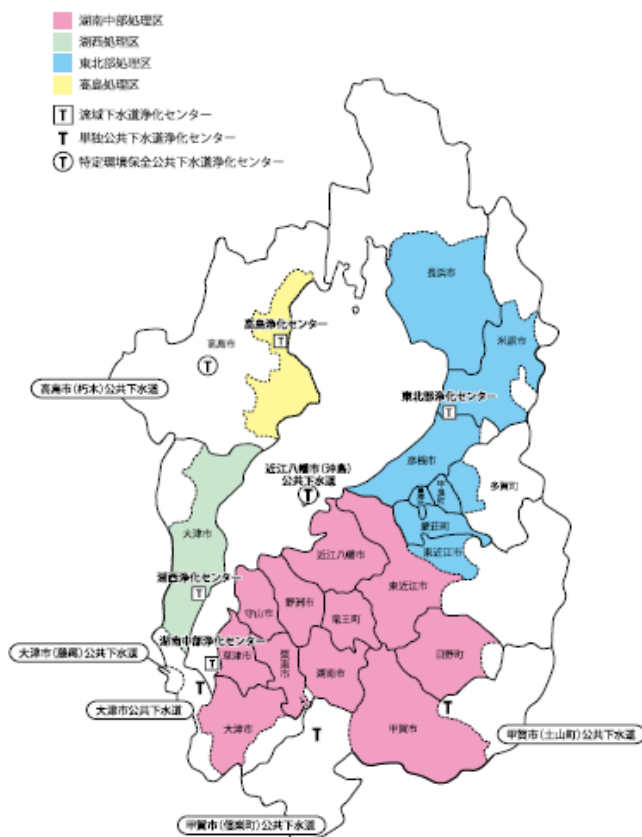 湖南中部処理区
湖西処理区
東北部処理区
高島処理区
T 流域下水道浄化センター
T 単独公共下水道浄化センター
T 特定環境保全公共下水道浄化センター
長浜市
米原市
高島浄化センター
T
高島市
T
高島市(朽木)公共下水道
東北部浄化センター
T
近江八幡市(沖島)
公共下水道
T
彦根市
多賀町
甲良町
愛荘町
東近江市
大津市
近江八幡市
東近江市
湖西浄化センター
T
守山市
野洲市
竜王町
湖南中部浄化センター
T
草津市
栗東市
湖南市
日野町
大津市(藤尾)公共下水道
T
大津市公共下水道
大津市
T
甲賀市
T
甲賀市(土山町)公共下水道
甲賀市(信楽町)公共下水道